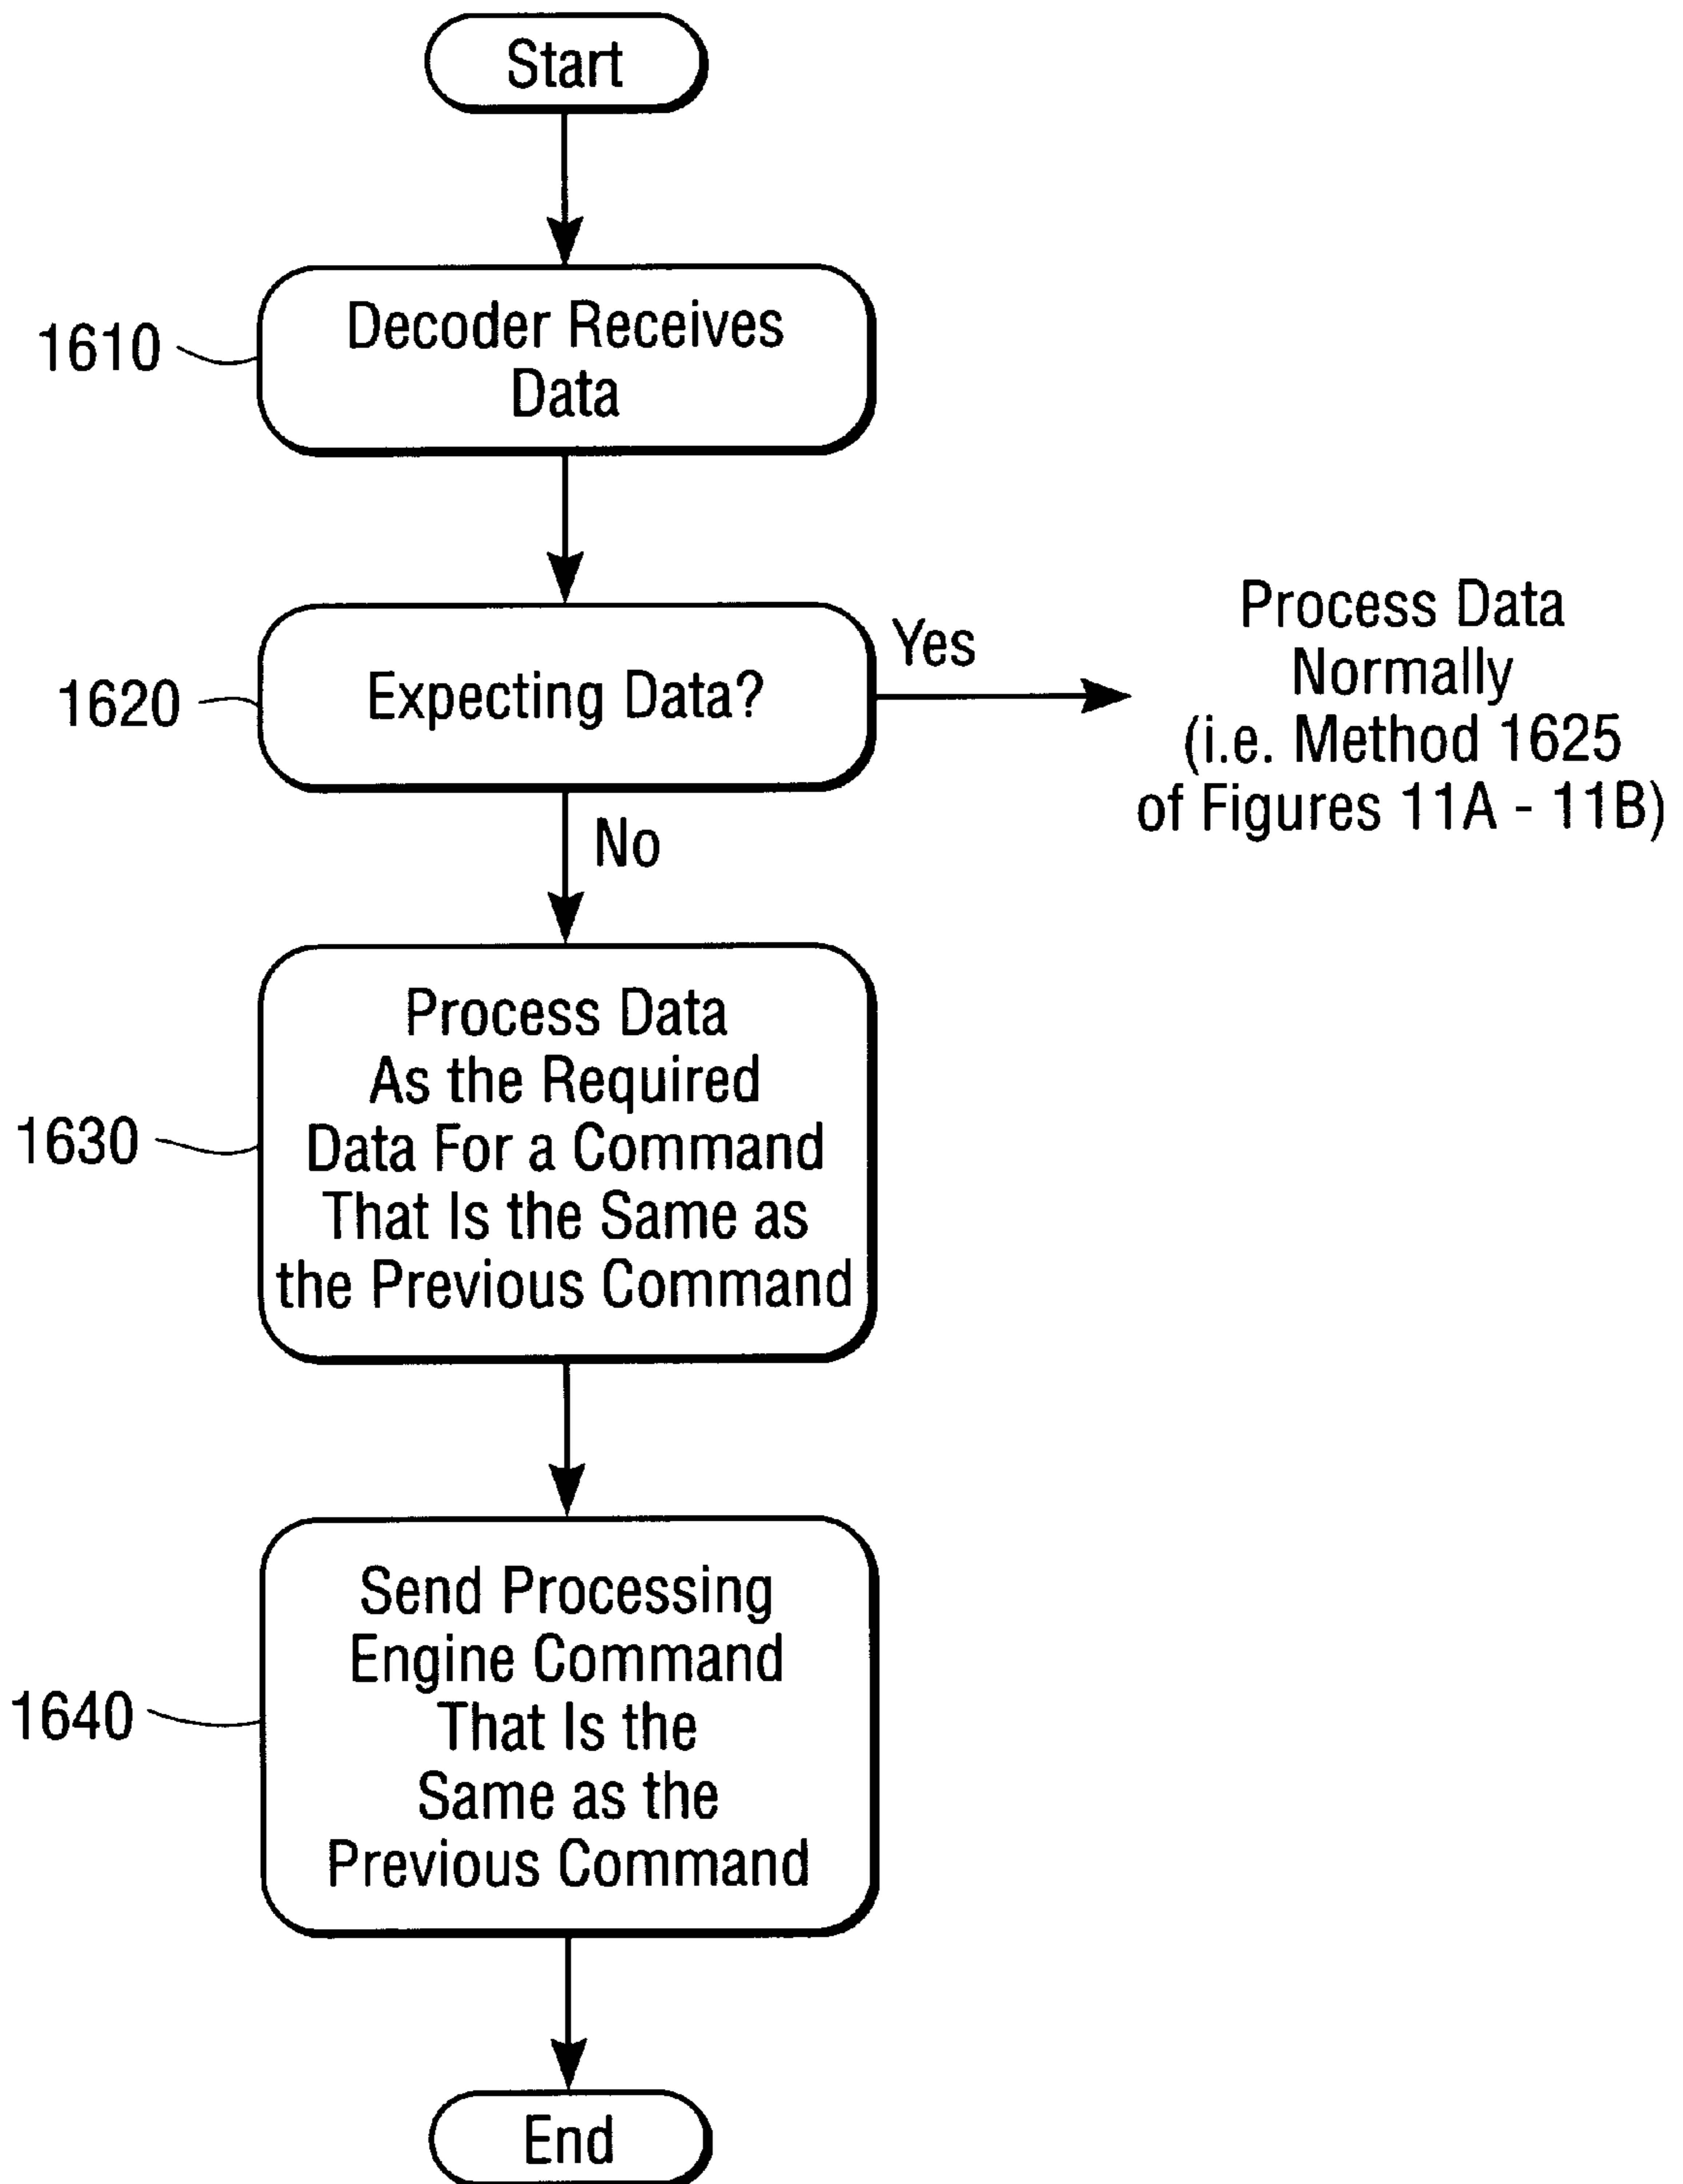 Start
1610
Decoder Receives
Data
1620
Expecting Data?
Yes
Process Data
Normally
(i.e. Method 1625
of Figures 11A - 11B)
No
1630
Process Data
As the Required
Data For a Command
That Is the Same as
the Previous Command
1640
Send Processing
Engine Command
That Is the
Same as the
Previous Command
End